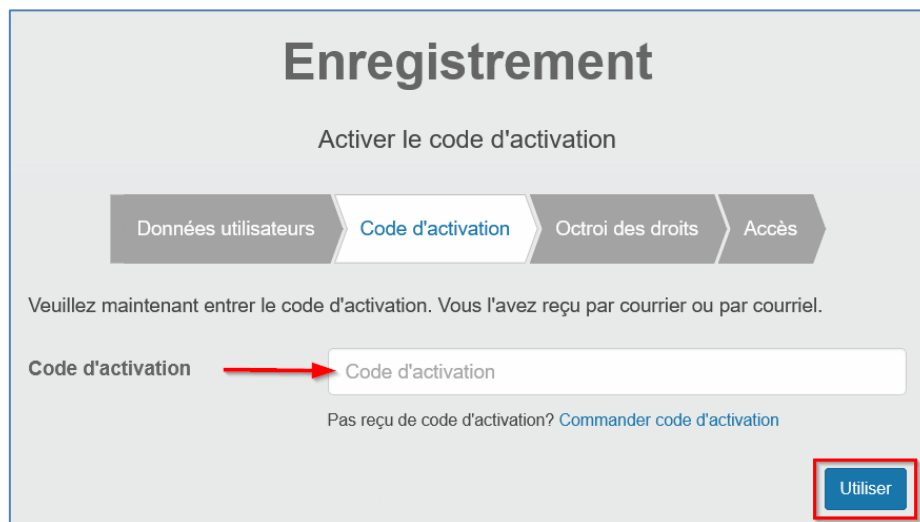 Enregistrement
Activer le code d'activation
Données utilisateurs Code d'activation Octroi des droits Accès
Veuillez maintenant entrer le code d'activation. Vous l'avez reçu par courrier ou par courriel.
Code d'activation Code d'activation
Pas reçu de code d'activation? Commander code d'activation
Utiliser